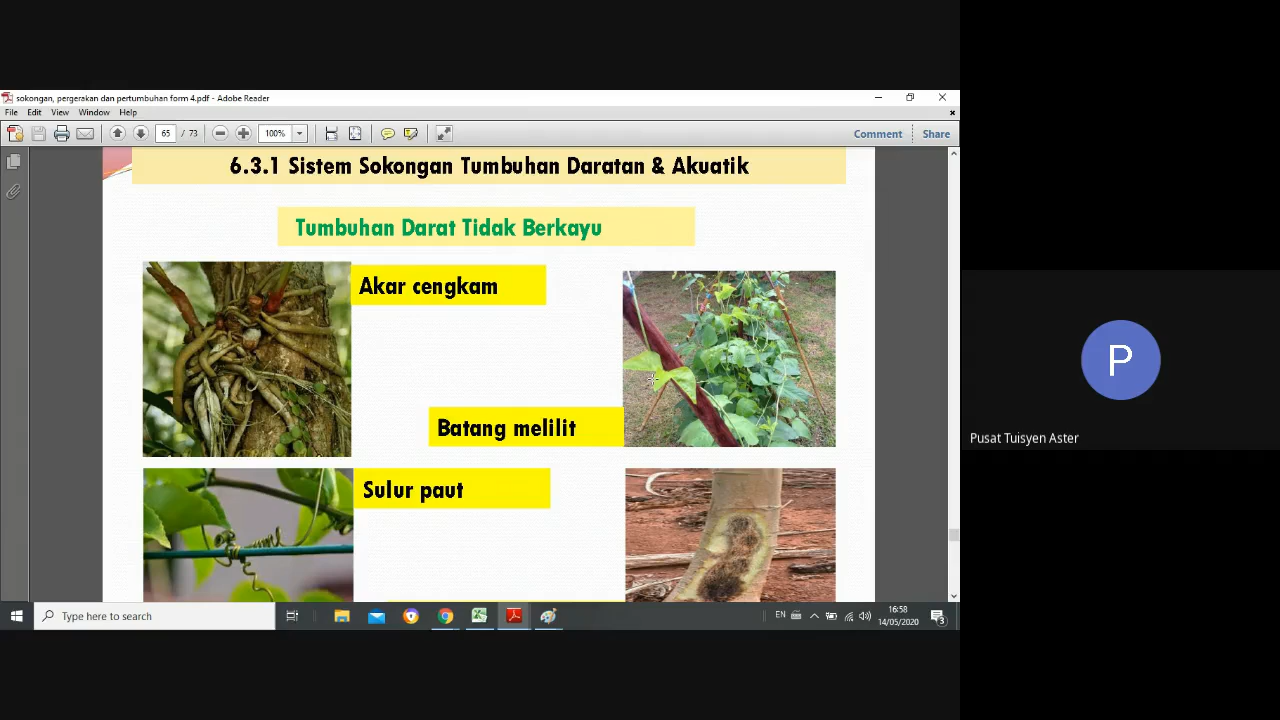 sokongan, pergerakan dan pertumbuhan form 4.pdf - Adobe Reader
File Edit View Window Help
65 / 73 100% Comment Share
6.3.1 Sistem Sokongan Tumbuhan Daratan & Akuatik
Tumbuhan Darat Tidak Berkayu
Akar cengkam
Batang melilit
Sulur paut
P
Pusat Tuisyen Aster
Type here to search
EN
16:58
14/05/2020
3